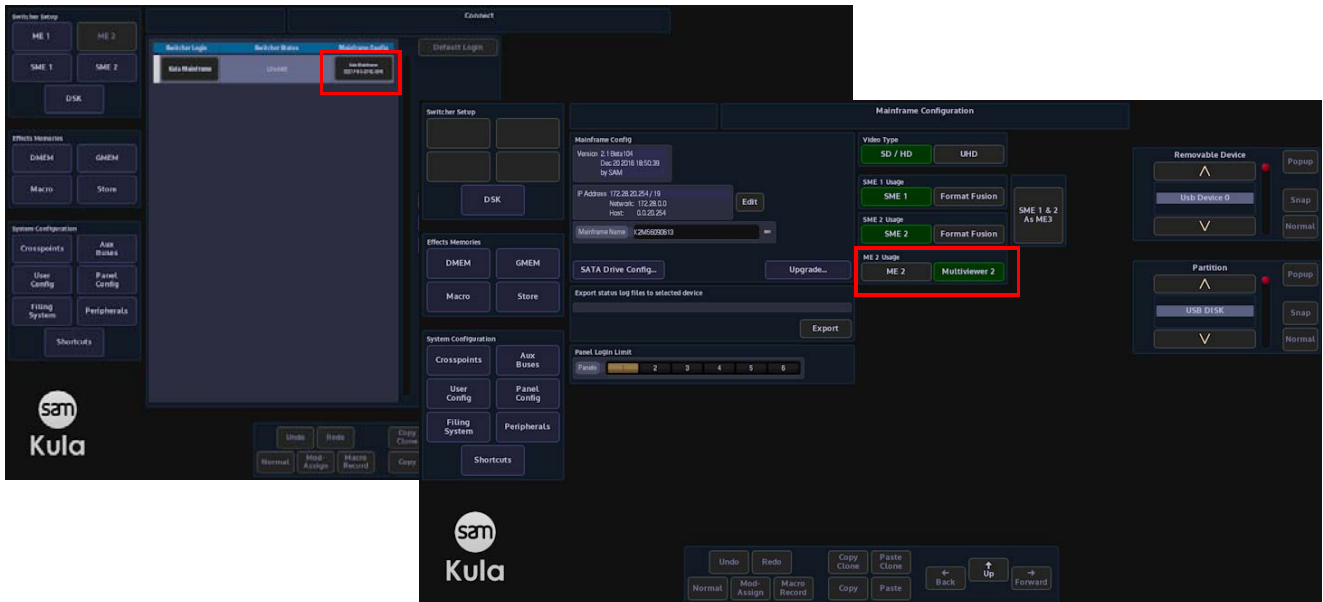 Switcher Setup
ME 1
ME 2
SME 1
SME 2
DSK
Effects Memories
DMEM
GMEM
Macro
Store
System Configuration
Crosspoints
Aux
Buses
User
Config
Panel
Config
Filing
System
Peripherals
Shortcuts
sam
Kula
Connect
Switcher Login
Switcher Status
Mainframe Config
Kula Mainframe
Default Login
Undo
Redo
Copy
Clone
Normal
Mod-
Assign
Macro
Record
Copy
Switcher Setup
DSK
Effects Memories
DMEM
GMEM
Macro
Store
System Configuration
Crosspoints
Aux
Buses
User
Config
Panel
Config
Filing
System
Peripherals
Shortcuts
sam
Kula
Mainframe Configuration
Mainframe Config
Version 2.1 Beta104
Dec 20 2016 18:50:39
by SAM
IP Address 172.28.20.254 / 19
Network: 172.28.0.0
Host: 0.0.20.254
Edit
Mainframe Name K2M56090613
SATA Drive Config...
Upgrade...
Export status log files to selected device
Export
Panel Login Limit
Panels 1 2 3 4 5 6
Video Type
SD / HD
UHD
SME 1 Usage
SME 1
Format Fusion
SME 2 Usage
SME 2
Format Fusion
SME 1 & 2
As ME3
ME 2 Usage
ME 2
Multiviewer 2
Removable Device
Usb Device 0
Popup
Snap
Normal
Partition
USB DISK
Popup
Snap
Normal
Undo
Redo
Copy
Clone
Paste
Clone
Normal
Mod-
Assign
Macro
Record
Copy
Paste
Back
Up
Forward